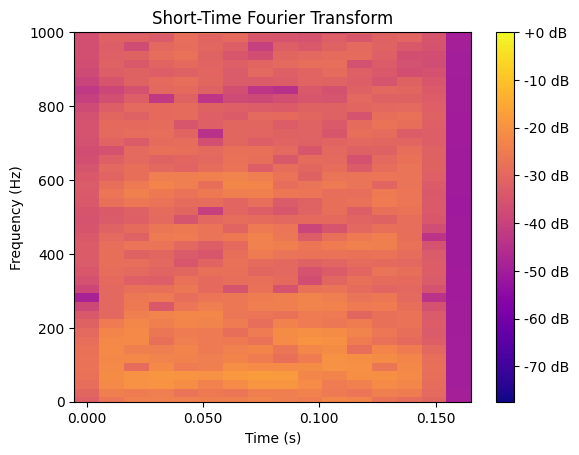 Short-Time Fourier Transform
1000
800
600
400
200
0
Frequency (Hz)
0.000
0.050
0.100
0.150
Time (s)
+0 dB
-10 dB
-20 dB
-30 dB
-40 dB
-50 dB
-60 dB
-70 dB